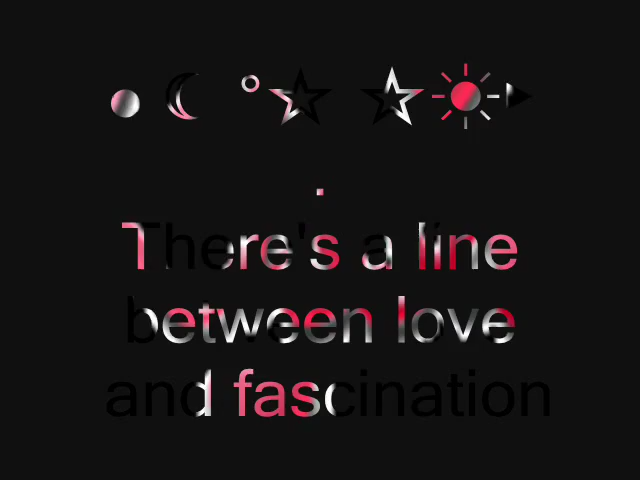 ● ☾ °☆ ☆☀▸
.
There's a line
between love
and fascination